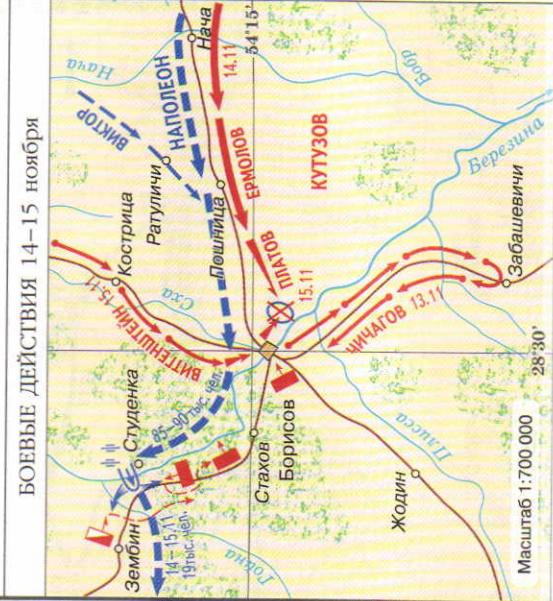 БОЕВЫЕ ДЕЙСТВИЯ 14–15 ноября
Нача
Нача
14.11
54°15'
Бобр
ВИКТОР
НАПОЛЕОН
Ратуличи
ЕРМОЛОВ
КУТУЗОВ
Березина
Кострица
Лошница
ПЛАТОВ
15.11
ВИТГЕНШТЕЙН 15.11
Сха
Забашевичи
ЧИЧАГОВ 13.11
28°30'
Студенка
85–90 тыс. чел.
Стахов
Борисов
Плисса
Зембин
14–15.11
19 тыс. чел.
Гойна
Жодин
Масштаб 1:700 000